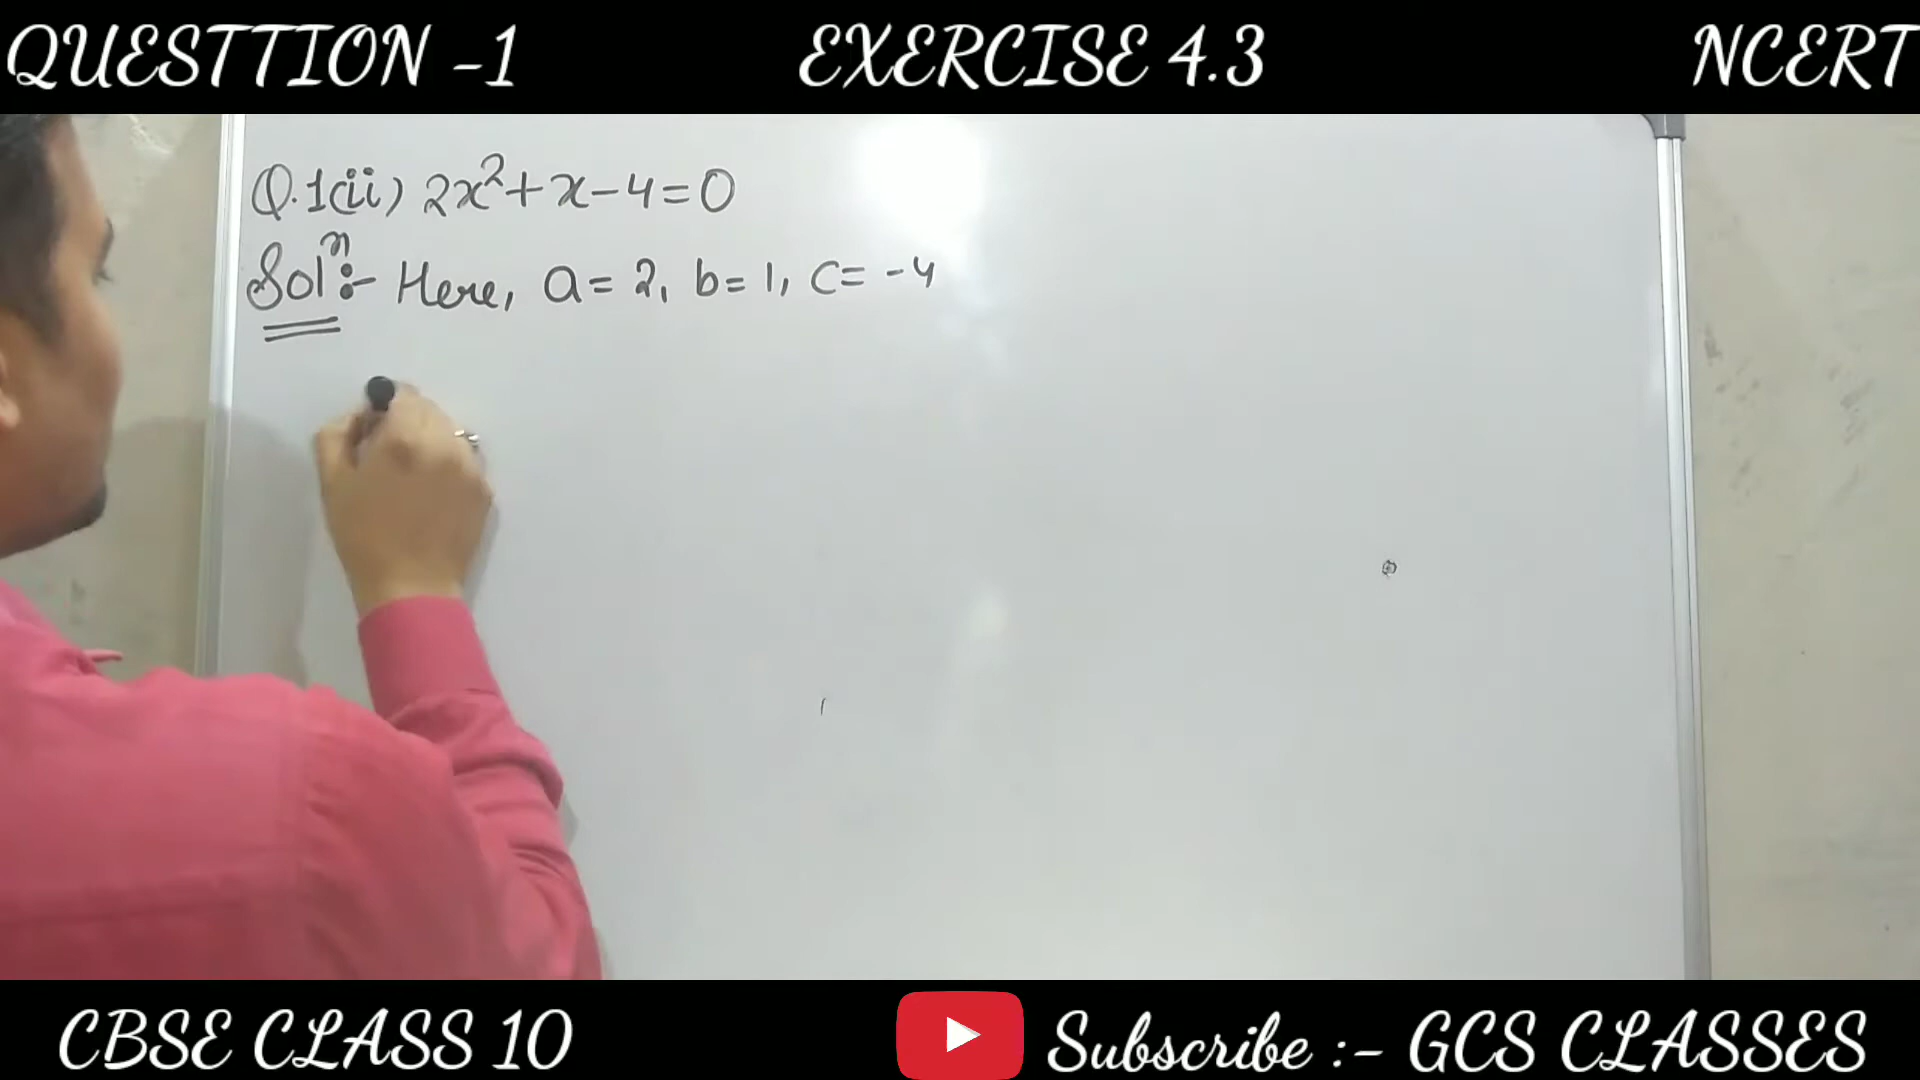 QUESTTION -1 EXERCISE 4.3 NCERT
Q.1(ii) 2x²+x-4=0
Solⁿ:- Here, a=2, b=1, c=-4
CBSE CLASS 10 Subscribe :- GCS CLASSES